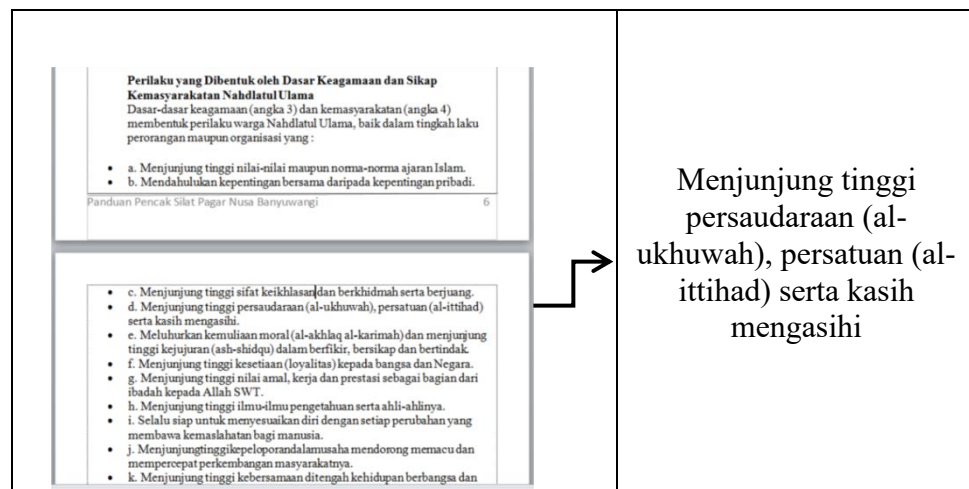 Perilaku yang Dibentuk oleh Dasar Keagamaan dan Sikap
Kemasyarakatan Nahdlatul Ulama
Dasar-dasar keagamaan (angka 3) dan kemasyarakatan (angka 4)
membentuk perilaku warga Nahdlatul Ulama, baik dalam tingkah laku
perorangan maupun organisasi yang :
• a. Menjunjung tinggi nilai-nilai maupun norma-norma ajaran Islam.
• b. Mendahulukan kepentingan bersama daripada kepentingan pribadi.
Panduan Pencak Silat Pagar Nusa Banyuwangi 6
• c. Menjunjung tinggi sifat keikhlasan dan berkhidmah serta berjuang.
• d. Menjunjung tinggi persaudaraan (al-ukhuwah), persatuan (al-ittihad)
serta kasih mengasihi.
• e. Meluhurkan kemuliaan moral (al-akhlaq al-karimah) dan menjunjung
tinggi kejujuran (ash-shidqu) dalam berfikir, bersikap dan bertindak.
• f. Menjunjung tinggi kesetiaan (loyalitas) kepada bangsa dan Negara.
• g. Menjunjung tinggi nilai amal, kerja dan prestasi sebagai bagian dari
ibadah kepada Allah SWT.
• h. Menjunjung tinggi ilmu-ilmu pengetahuan serta ahli-ahlinya.
• i. Selalu siap untuk menyesuaikan diri dengan setiap perubahan yang
membawa kemaslahatan bagi manusia.
• j. Menjunjungtinggikepeloporandalamusaha mendorong memacu dan
mempercepat perkembangan masyarakatnya.
• k. Menjunjung tinggi kebersamaan ditengah kehidupan berbangsa dan
Menjunjung tinggi
persaudaraan (al-
ukhuwah), persatuan (al-
ittihad) serta kasih
mengasihi